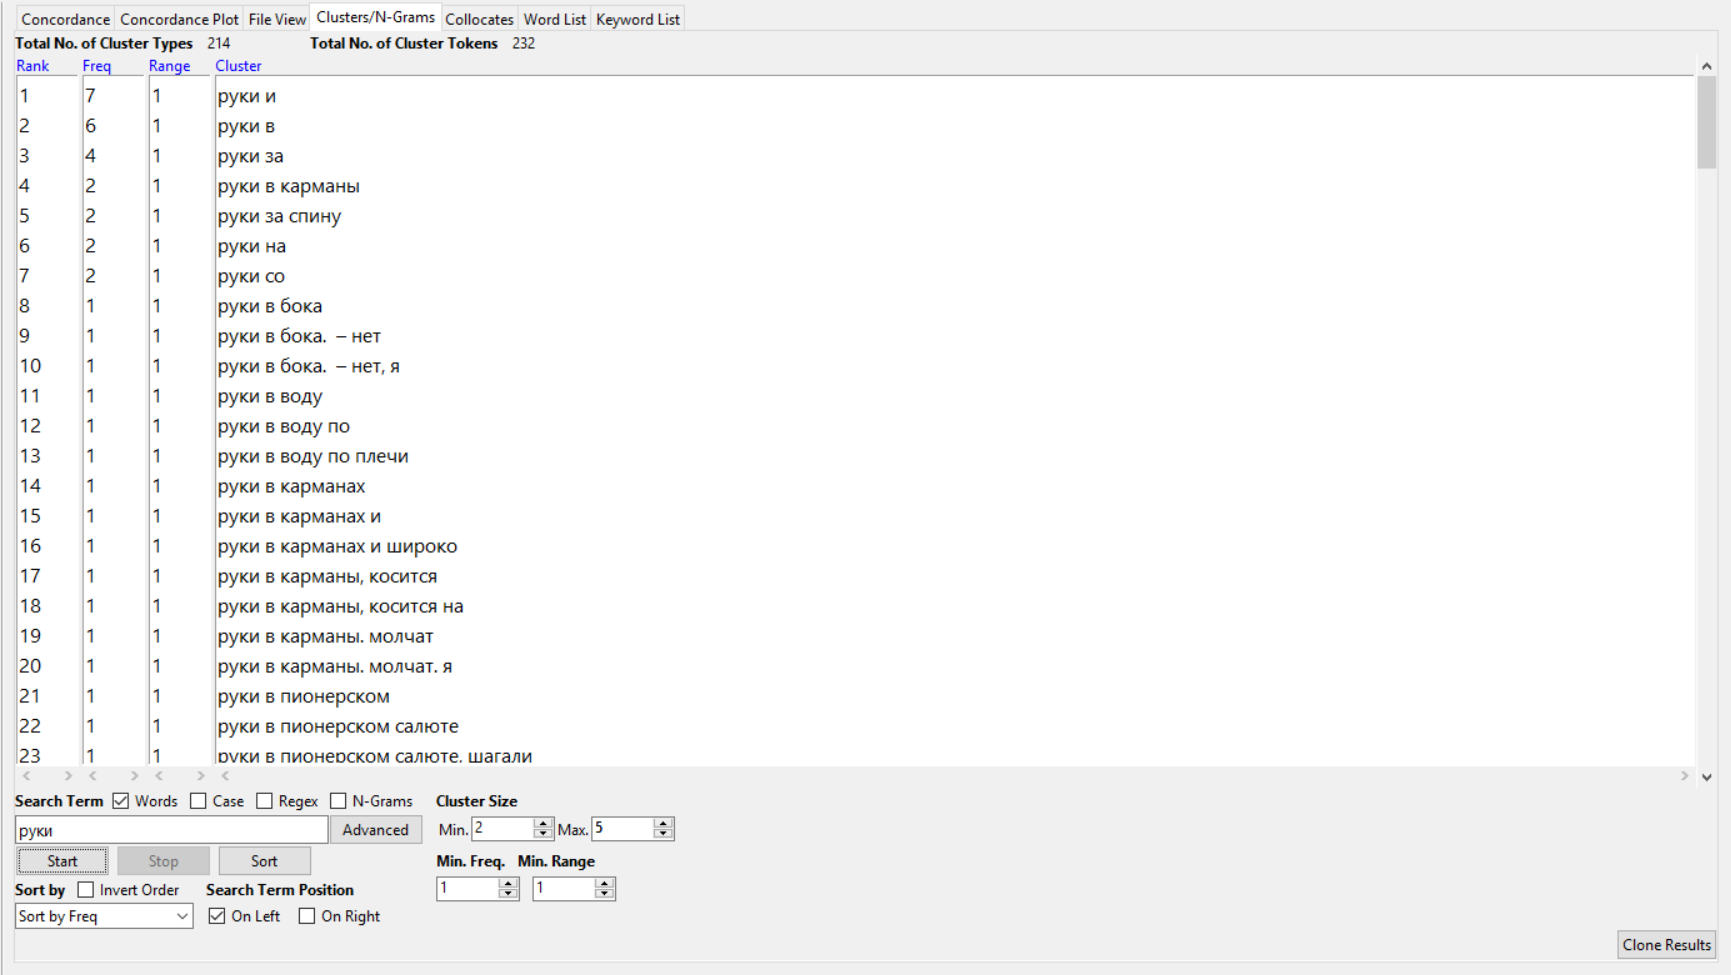 Concordance Concordance Plot File View Clusters/N-Grams Collocates Word List Keyword List
Total No. of Cluster Types 214 Total No. of Cluster Tokens 232
Rank Freq Range Cluster
1 7 1 руки и
2 6 1 руки в
3 4 1 руки за
4 2 1 руки в карманы
5 2 1 руки за спину
6 2 1 руки на
7 2 1 руки со
8 1 1 руки в бока
9 1 1 руки в бока. – нет
10 1 1 руки в бока. – нет, я
11 1 1 руки в воду
12 1 1 руки в воду по
13 1 1 руки в воду по плечи
14 1 1 руки в карманах
15 1 1 руки в карманах и
16 1 1 руки в карманах и широко
17 1 1 руки в карманы, косится
18 1 1 руки в карманы, косится на
19 1 1 руки в карманы. молчат
20 1 1 руки в карманы. молчат. я
21 1 1 руки в пионерском
22 1 1 руки в пионерском салюте
23 1 1 руки в пионерском салюте, шагали
Search Term Words Case Regex N-Grams Cluster Size
руки Advanced Min. 2 Max. 5
Start Stop Sort Min. Freq. Min. Range
1 1
Sort by Invert Order Search Term Position
Sort by Freq On Left On Right
Clone Results